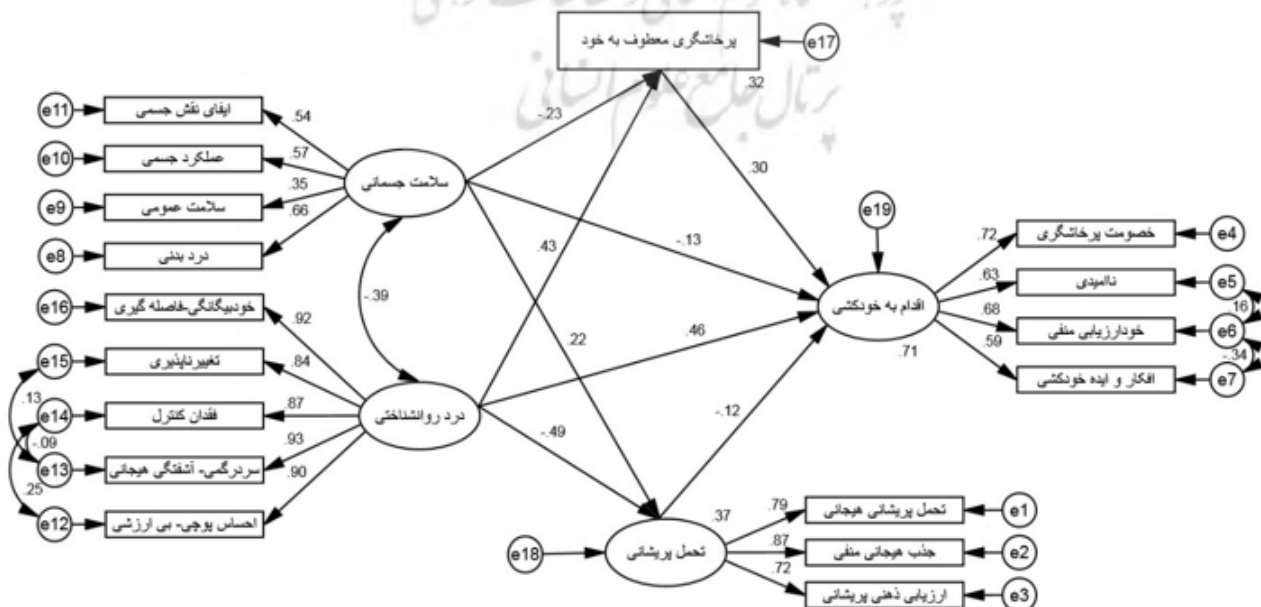 پرتال جامع علوم انسانی
پرخاشگری معطوف به خود
e17
.32
e11
ایفای نقش جسمی
.54
-.23
e10
عملکرد جسمی
.57
سلامت جسمانی
.30
e9
سلامت عمومی
.35
e19
.66
e8
درد بدنی
.43
-.13
.72
خصومت پرخاشگری
e4
.63
ناامیدی
e5
-.39
اقدام به خودکشی
.16
e16
خودبیگانگی-فاصله گیری
.92
.22
.46
.68
خودارزیابی منفی
e6
.71
.59
-.34
e15
تغییرناپذیری
.84
افکار و ایده خودکشی
e7
.13
e14
فقدان کنترل
.87
درد روانشناختی
-.12
-.09
.93
-.49
e13
سردرگمی- آشفتگی هیجانی
.90
.25
e12
احساس پوچی- بی ارزشی
.37
.79
تحمل پریشانی هیجانی
e1
e18
تحمل پریشانی
.87
جذب هیجانی منفی
e2
.72
ارزیابی ذهنی پریشانی
e3